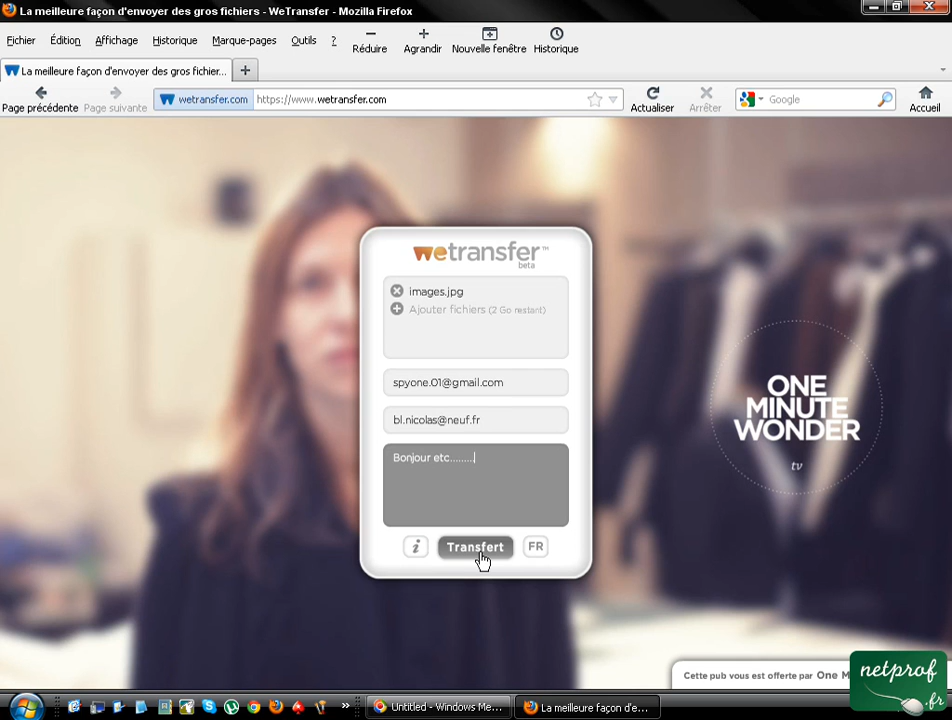 La meilleure façon d'envoyer des gros fichiers - WeTransfer - Mozilla Firefox
Fichier Édition Affichage Historique Marque-pages Outils ? Réduire Agrandir Nouvelle fenêtre Historique
La meilleure façon d'envoyer des gros fichier...
Page précédente Page suivante wetransfer.com https://www.wetransfer.com Actualiser Arrêter Google Accueil
wetransfer™
beta
images.jpg
Ajouter fichiers (2 Go restant)
spyone.01@gmail.com
bl.nicolas@neuf.fr
Bonjour etc........
i Transfert FR
ONE
MINUTE
WONDER
tv
Cette pub vous est offerte par One M
netprof
.fr
Untitled - Windows Me... La meilleure façon d'e...